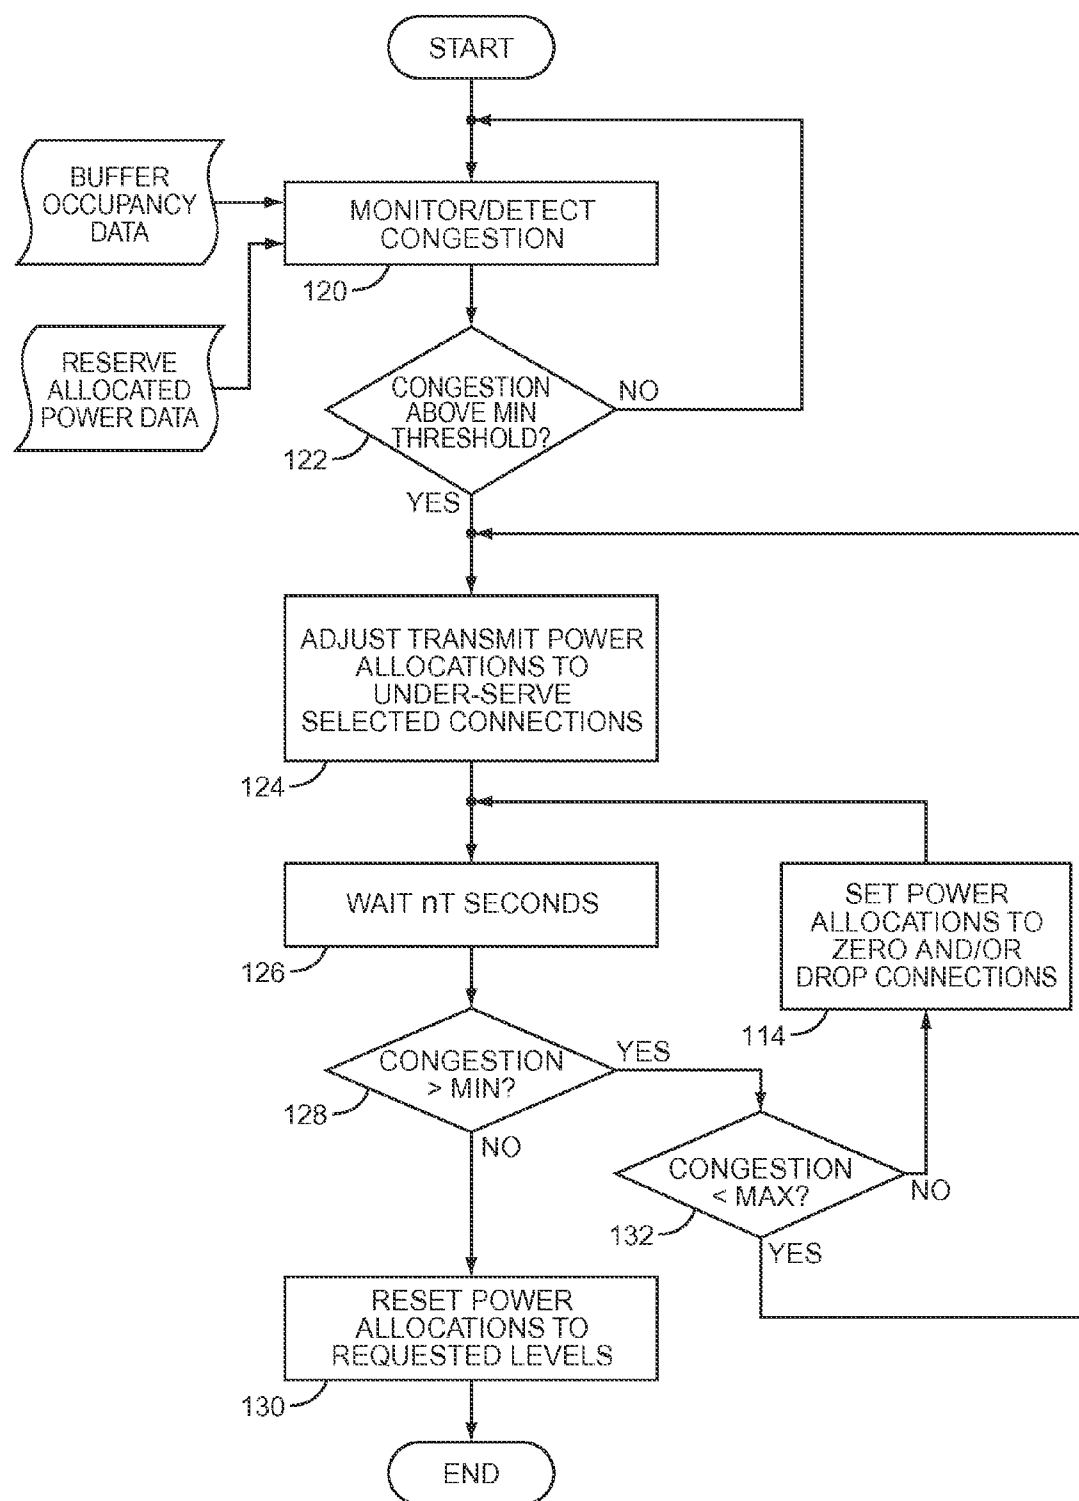 START
BUFFER
OCCUPANCY
DATA
MONITOR/DETECT
CONGESTION
120
RESERVE
ALLOCATED
POWER DATA
CONGESTION
ABOVE MIN
THRESHOLD?
NO
122
YES
ADJUST TRANSMIT POWER
ALLOCATIONS TO
UNDER-SERVE
SELECTED CONNECTIONS
124
WAIT nT SECONDS
126
SET POWER
ALLOCATIONS TO
ZERO AND/OR
DROP CONNECTIONS
114
CONGESTION
> MIN?
YES
128
NO
CONGESTION
< MAX?
NO
132
YES
RESET POWER
ALLOCATIONS TO
REQUESTED LEVELS
130
END